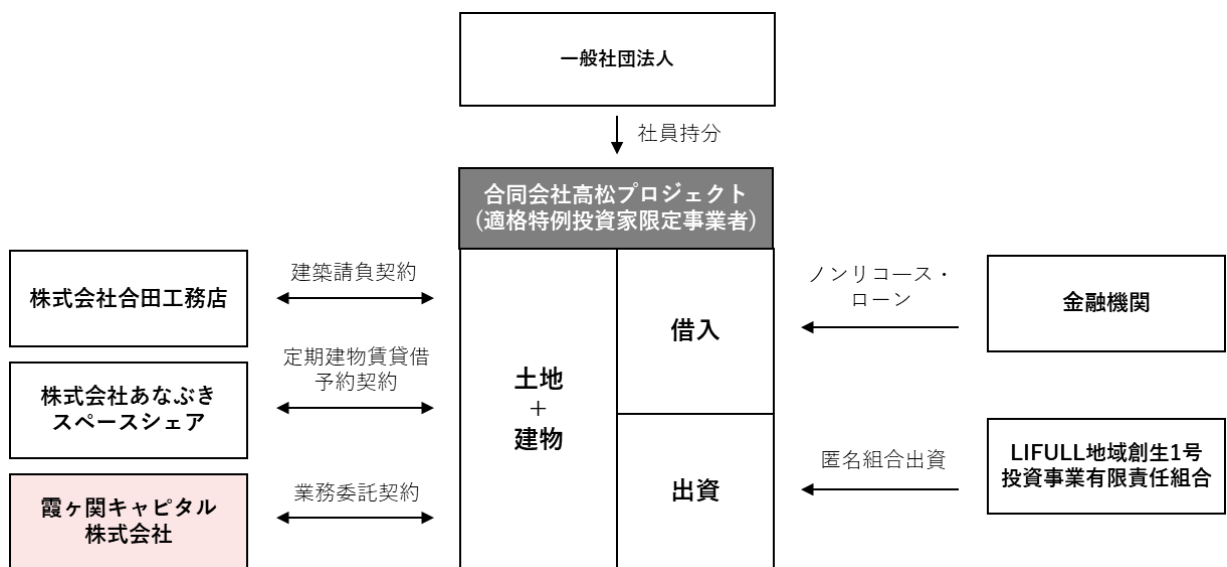 一般社団法人
社員持分
合同会社高松プロジェクト
(適格特例投資家限定事業者)
株式会社合田工務店
建築請負契約
株式会社あなぶき
スペースシェア
定期建物賃貸借
予約契約
霞ヶ関キャピタル
株式会社
業務委託契約
土地
+
建物
借入
出資
ノンリコース・
ローン
金融機関
匿名組合出資
LIFULL地域創生1号
投資事業有限責任組合